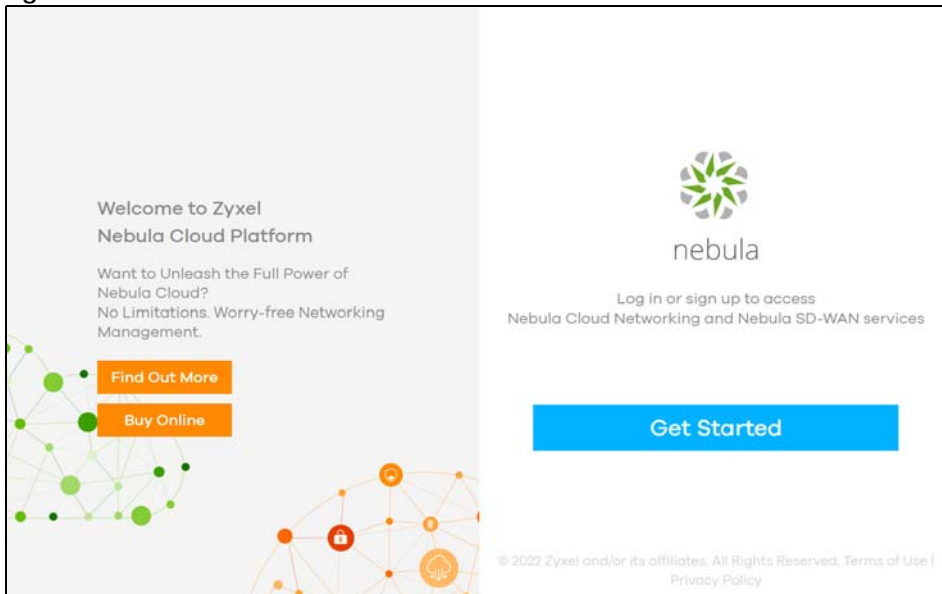 Welcome to Zyxel
Nebula Cloud Platform
Want to Unleash the Full Power of
Nebula Cloud?
No Limitations. Worry-free Networking
Management.
Find Out More
Buy Online
nebula
Log in or sign up to access
Nebula Cloud Networking and Nebula SD-WAN services
Get Started
© 2022 Zyxel and/or its affiliates. All Rights Reserved. Terms of Use |
Privacy Policy